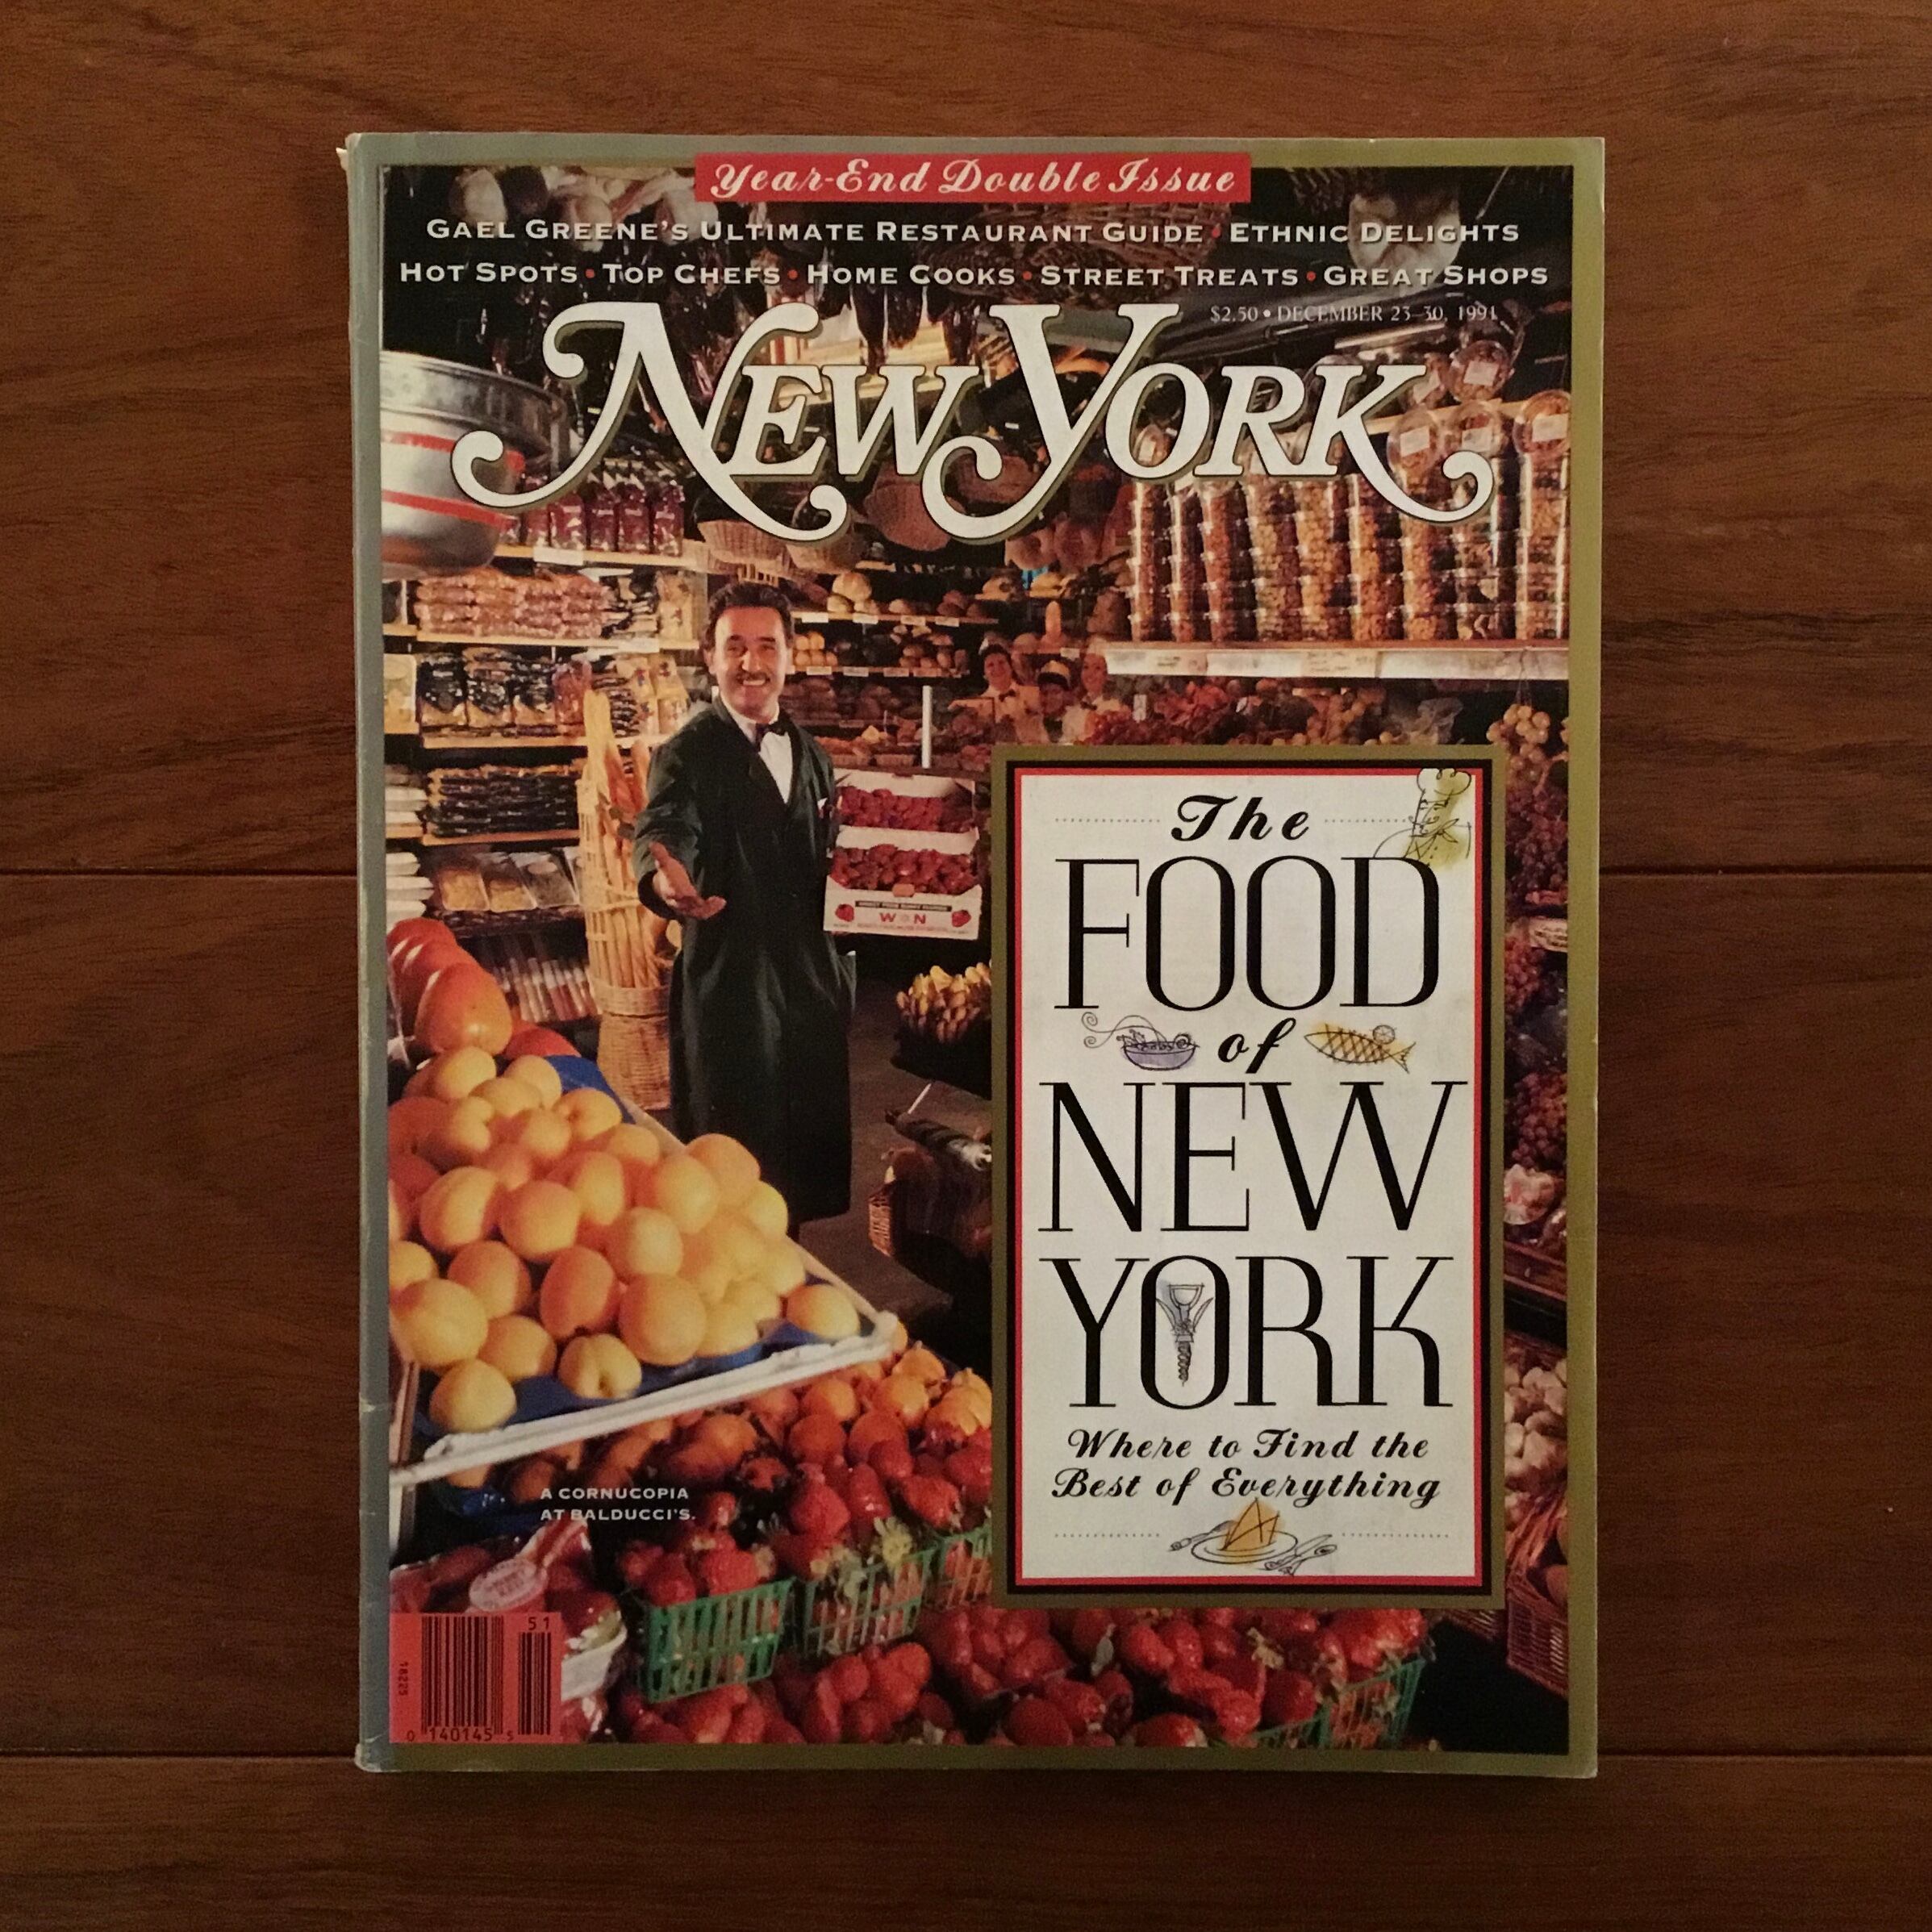 Year-End Double Issue
GAEL GREENE'S ULTIMATE RESTAURANT GUIDE • ETHNIC DELIGHTS
HOT SPOTS • TOP CHEFS • HOME COOKS • STREET TREATS • GREAT SHOPS
$2.50 • DECEMBER 23–30, 1991
NEW YORK
WON
The
FOOD
of
NEW
YORK
Where to Find the
Best of Everything
A CORNUCOPIA
AT BALDUCCI'S.
51
18225
0 140145 5